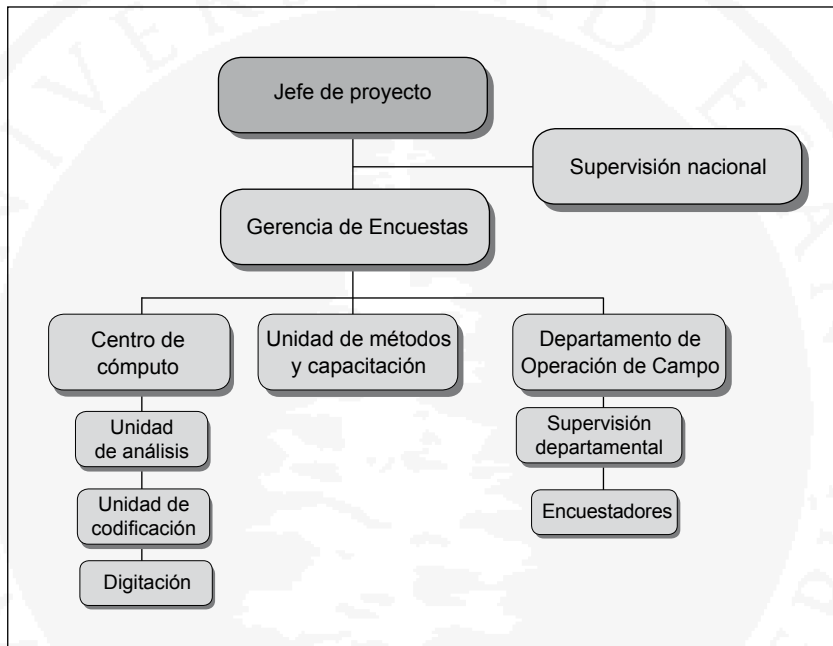 Jefe de proyecto
Supervisión nacional
Gerencia de Encuestas
Centro de
cómputo
Unidad de métodos
y capacitación
Departamento de
Operación de Campo
Unidad
de análisis
Supervisión
departamental
Unidad de
codificación
Encuestadores
Digitación